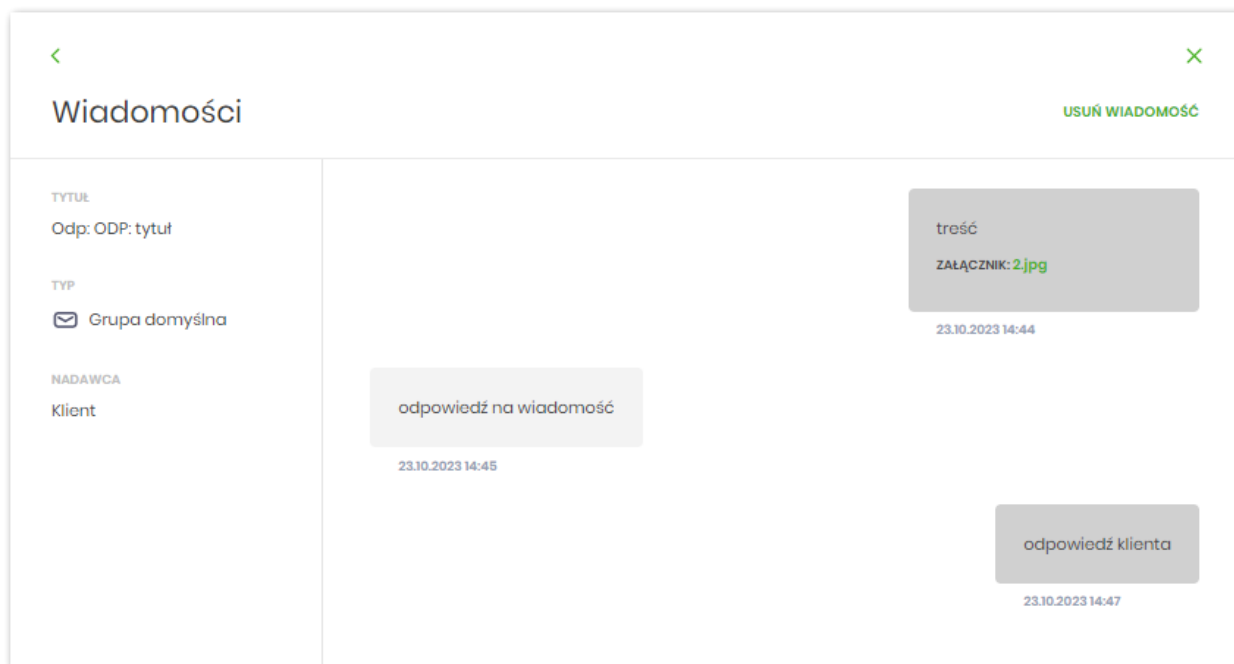 Wiadomości
USUŃ WIADOMOŚĆ
TYTUŁ
Odp: ODP: tytuł
TYP
Grupa domyślna
NADAWCA
Klient
treść
ZAŁĄCZNIK: 2.jpg
23.10.2023 14:44
odpowiedź na wiadomość
23.10.2023 14:45
odpowiedź klienta
23.10.2023 14:47